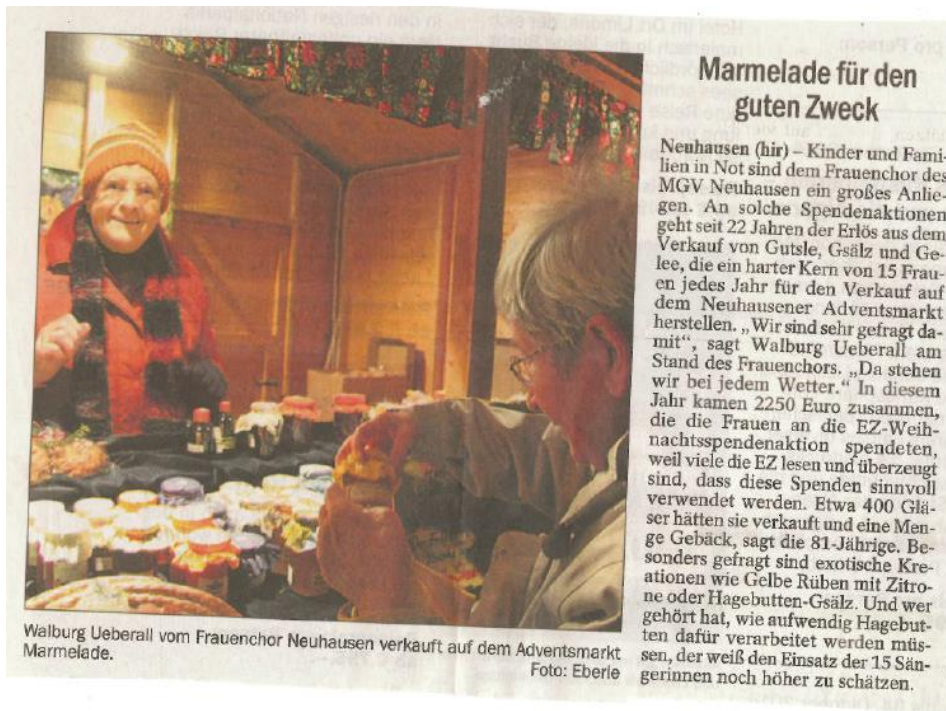 Marmelade für den
guten Zweck
Neuhausen (hir) – Kinder und Fami-
lien in Not sind dem Frauenchor des
MGV Neuhausen ein großes Anlie-
gen. An solche Spendenaktionen
geht seit 22 Jahren der Erlös aus dem
Verkauf von Gutsle, Gsälz und Ge-
lee, die ein harter Kern von 15 Frau-
en jedes Jahr für den Verkauf auf
dem Neuhausener Adventsmarkt
herstellen. „Wir sind sehr gefragt da-
mit“, sagt Walburg Ueberall am
Stand des Frauenchors. „Da stehen
wir bei jedem Wetter.“ In diesem
Jahr kamen 2250 Euro zusammen,
die die Frauen an die EZ-Weih-
nachtsspendenaktion spendeten,
weil viele die EZ lesen und überzeugt
sind, dass diese Spenden sinnvoll
verwendet werden. Etwa 400 Glä-
ser hätten sie verkauft und eine Men-
ge Gebäck, sagt die 81-Jährige. Be-
sonders gefragt sind exotische Kre-
ationen wie Gelbe Rüben mit Zitro-
ne oder Hagebutten-Gsälz. Und wer
gehört hat, wie aufwendig Hagebut-
ten dafür verarbeitet werden müs-
sen, der weiß den Einsatz der 15 Sän-
gerinnen noch höher zu schätzen.
Walburg Ueberall vom Frauenchor Neuhausen verkauft auf dem Adventsmarkt
Marmelade.
Foto: Eberle